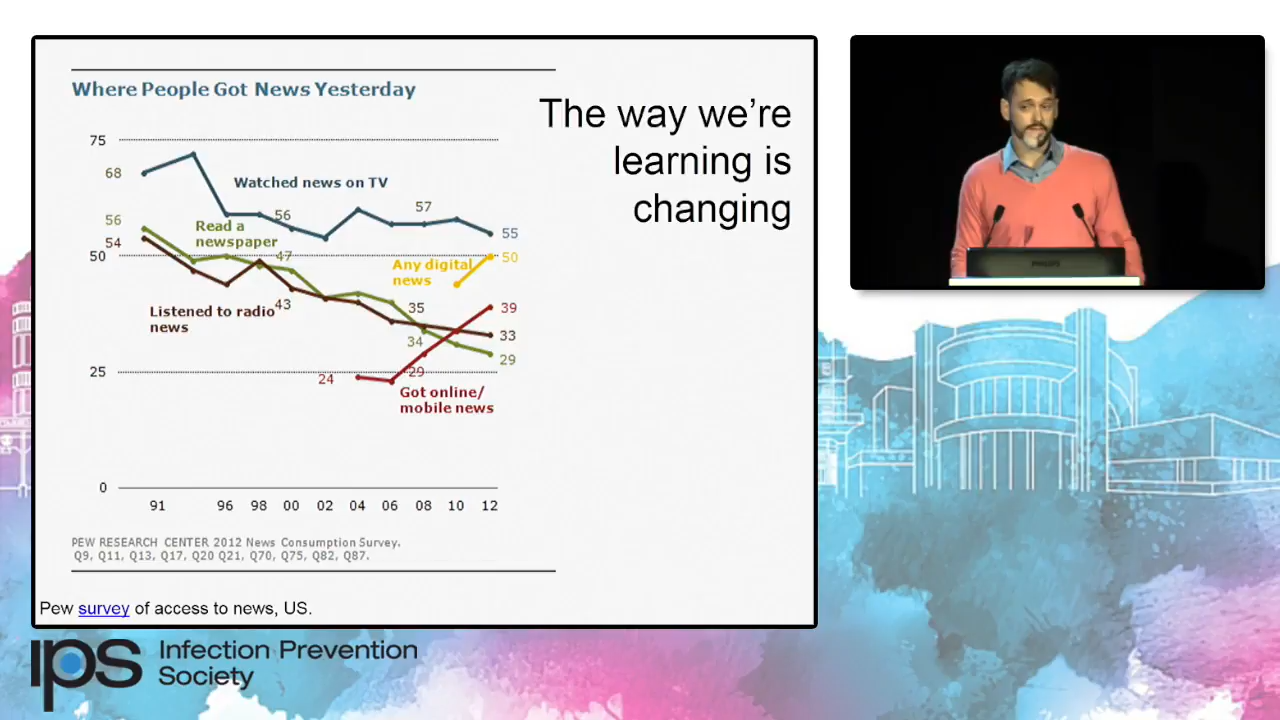 Where People Got News Yesterday
The way we're
learning is
changing
75
68
Watched news on TV
57
56
55
56
Read a
newspaper
54
50
47
Any digital
news
50
Listened to radio
news
43
35
39
34
33
29
25
24
29
Got online/
mobile news
0
91 96 98 00 02 04 06 08 10 12
PEW RESEARCH CENTER 2012 News Consumption Survey.
Q9, Q11, Q13, Q17, Q20 Q21, Q70, Q75, Q82, Q87.
Pew survey of access to news, US.
PHILIPS
IPS
Infection Prevention
Society